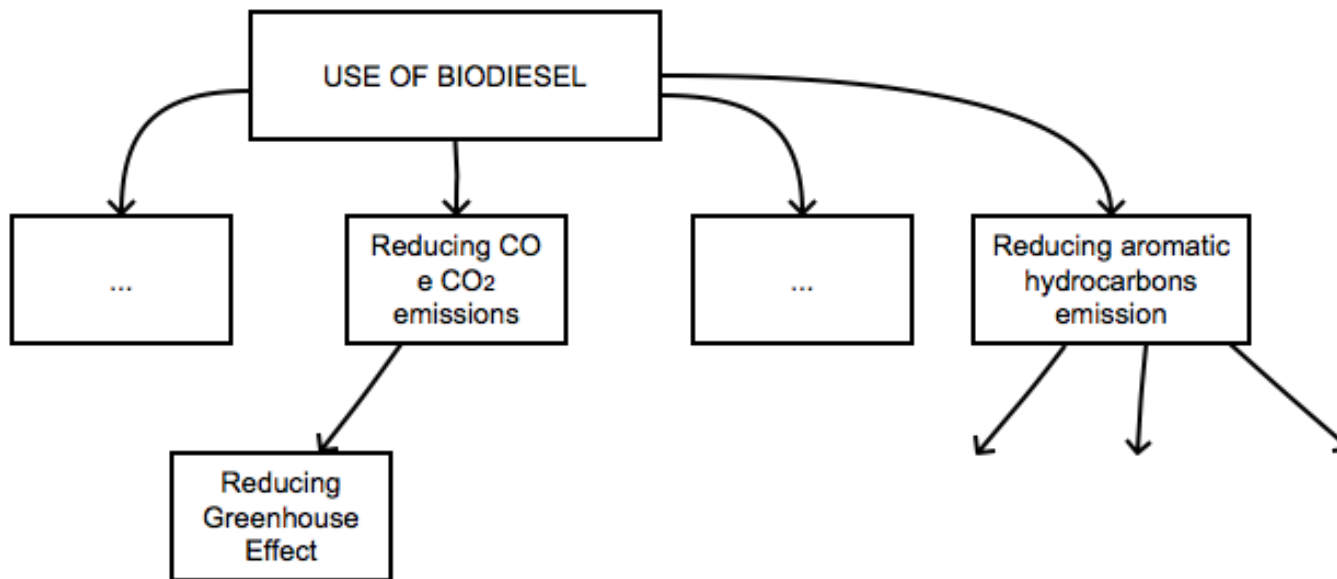 USE OF BIODIESEL
...
Reducing CO
e CO2
emissions
...
Reducing aromatic
hydrocarbons
emission
Reducing
Greenhouse
Effect